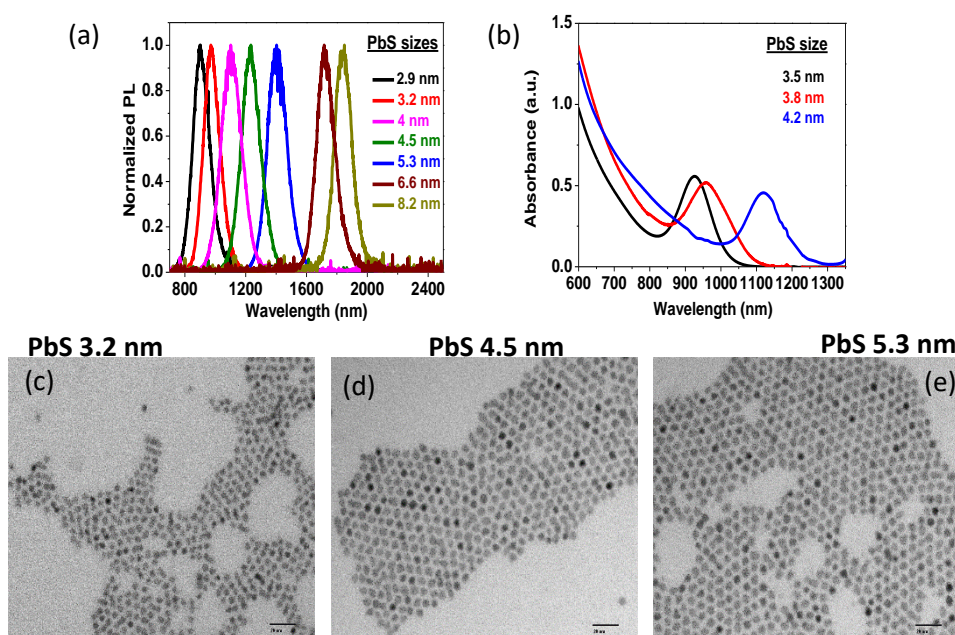 (a)
Normalized PL
1.0
0.8
0.6
0.4
0.2
0.0
800 1200 1600 2000 2400
Wavelength (nm)
PbS sizes
2.9 nm
3.2 nm
4 nm
4.5 nm
5.3 nm
6.6 nm
8.2 nm
(b)
Absorbance (a.u.)
1.5
1.0
0.5
0.0
600 700 800 900 1000 1100 1200 1300
Wavelength (nm)
PbS size
3.5 nm
3.8 nm
4.2 nm
PbS 3.2 nm
(c)
PbS 4.5 nm
(d)
PbS 5.3 nm
(e)